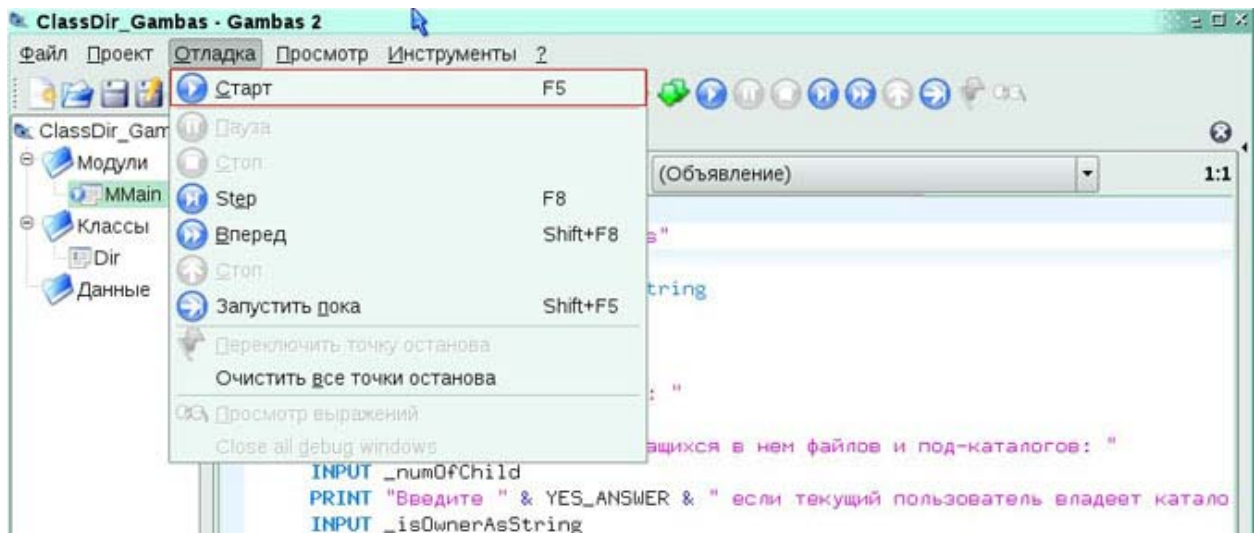 ClassDir_Gambas - Gambas 2
Файл Проект Отладка Просмотр Инструменты ?
Старт F5
ClassDir_Gam
Пауза
Модули
Стоп
(Объявление) 1:1
MMain
Step F8
Классы
Вперед Shift+F8
s"
Dir
Стоп
tring
Данные
Запустить пока Shift+F5
Переключить точку останова
Очистить все точки останова
: "
Просмотр выражений
Close all debug windows
ащихся в нем файлов и под-каталогов: "
INPUT _numOfChild
PRINT "Введите " & YES_ANSWER & " если текущий пользователь владеет катало
INPUT _isOwnerAsString